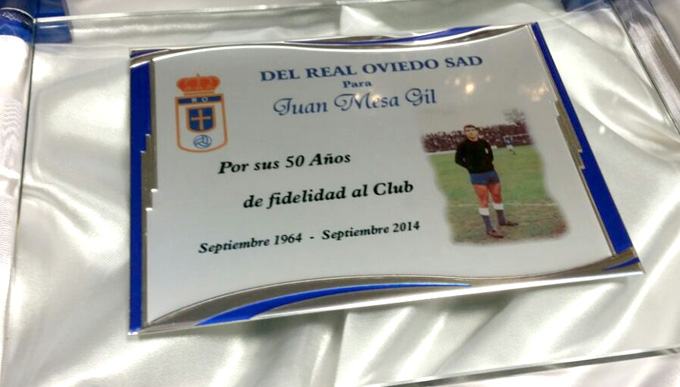 DEL REAL OVIEDO SAD
Para
Juan Mesa Gil
R O
Por sus 50 Años
de fidelidad al Club
Septiembre 1964 - Septiembre 2014